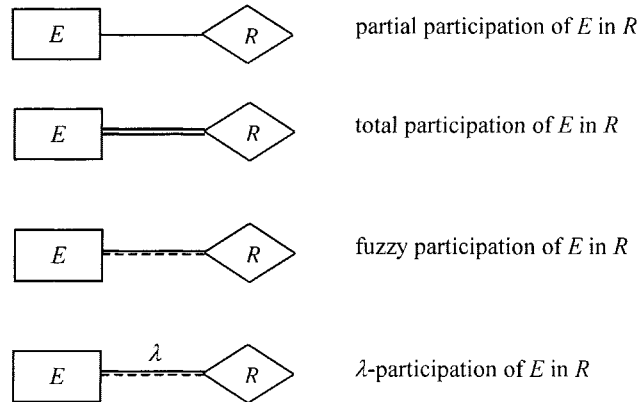 E R partial participation of E in R
E R total participation of E in R
E R fuzzy participation of E in R
λ
E R λ-participation of E in R